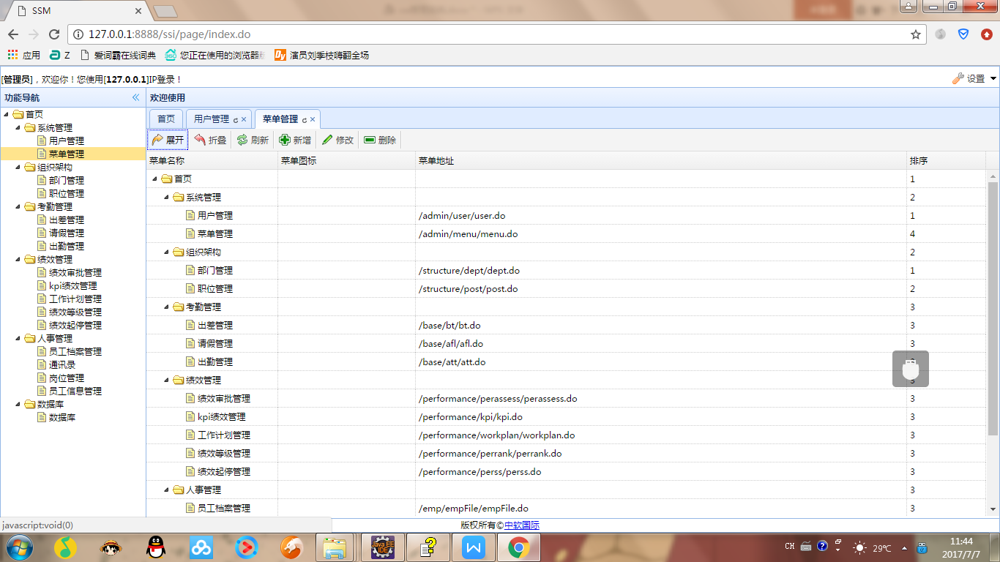 SSM
127.0.0.1:8888/ssi/page/index.do
应用 Z 爱词霸在线词典 您正在使用的浏览器版 演员刘季枝嗨翻全场
[管理员]，欢迎你！您使用[127.0.0.1]IP登录！ 设置
功能导航
首页
系统管理
用户管理
菜单管理
组织架构
部门管理
职位管理
考勤管理
出差管理
请假管理
出勤管理
绩效管理
绩效审批管理
kpi绩效管理
工作计划管理
绩效等级管理
绩效起停管理
人事管理
员工档案管理
通讯录
岗位管理
员工信息管理
数据库
数据库
欢迎使用
首页 用户管理 菜单管理
展开 折叠 刷新 新增 修改 删除
菜单名称 菜单图标 菜单地址 排序
首页 1
系统管理 2
用户管理 /admin/user/user.do 1
菜单管理 /admin/menu/menu.do 4
组织架构 2
部门管理 /structure/dept/dept.do 1
职位管理 /structure/post/post.do 2
考勤管理 3
出差管理 /base/bt/bt.do 3
请假管理 /base/afl/afl.do 3
出勤管理 /base/att/att.do
绩效管理
绩效审批管理 /performance/perassess/perassess.do 3
kpi绩效管理 /performance/kpi/kpi.do 3
工作计划管理 /performance/workplan/workplan.do 3
绩效等级管理 /performance/perrank/perrank.do 3
绩效起停管理 /performance/perss/perss.do 3
人事管理 3
员工档案管理 /emp/empFile/empFile.do 3
javascript:void(0)
版权所有©中软国际
Java EE
IDE
CH
29℃
11:44
2017/7/7